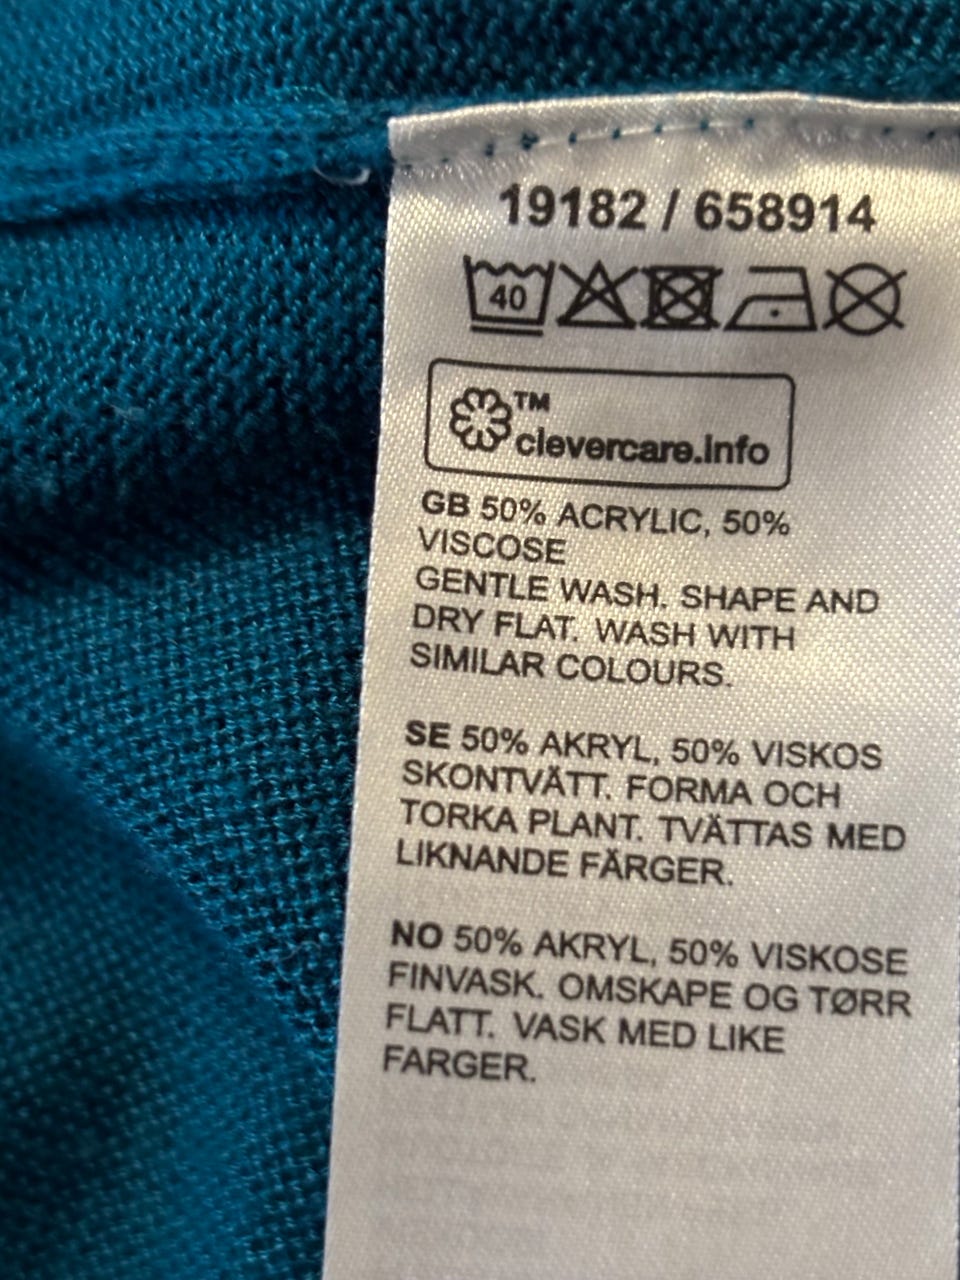 19182 / 658914
40
TM
clevercare.info
GB 50% ACRYLIC, 50%
VISCOSE
GENTLE WASH. SHAPE AND
DRY FLAT. WASH WITH
SIMILAR COLOURS.
SE 50% AKRYL, 50% VISKOS
SKONTVÄTT. FORMA OCH
TORKA PLANT. TVÄTTAS MED
LIKNANDE FÄRGER.
NO 50% AKRYL, 50% VISKOSE
FINVASK. OMSKAPE OG TØRR
FLATT. VASK MED LIKE
FARGER.